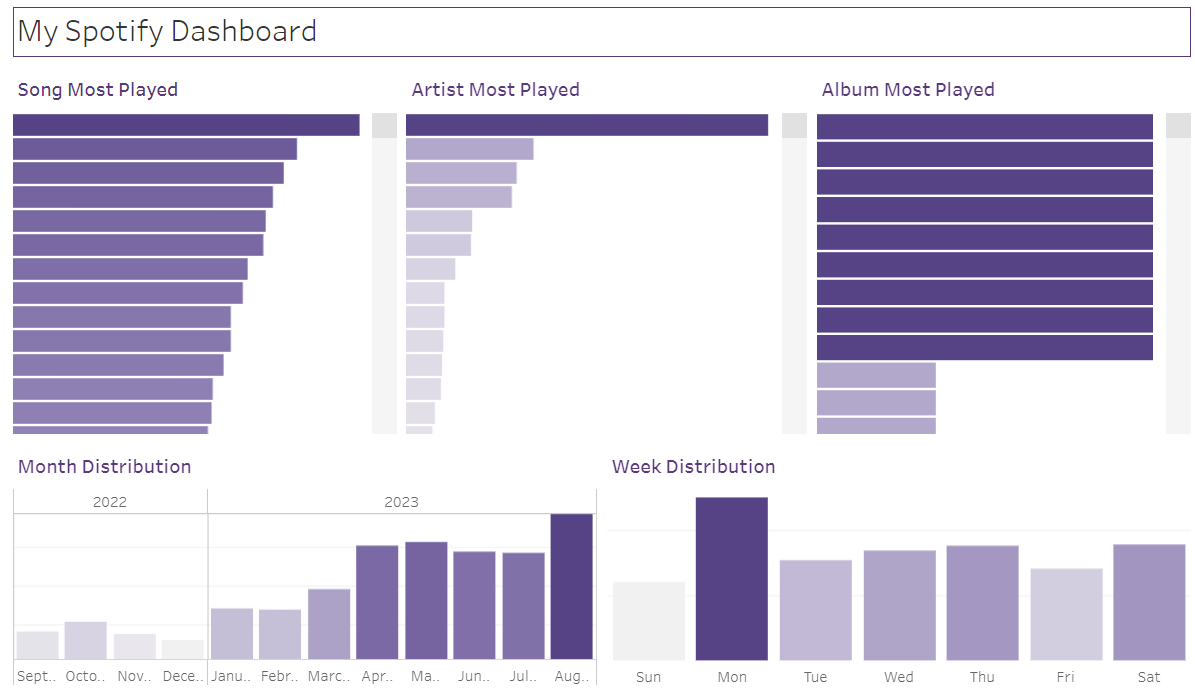 My Spotify Dashboard
Song Most Played
Artist Most Played
Album Most Played
Month Distribution
Week Distribution
2022 2023
Sept.. Octo.. Nov.. Dece.. Janu.. Febr.. Marc.. Apr.. Ma.. Jun.. Jul.. Aug..
Sun Mon Tue Wed Thu Fri Sat